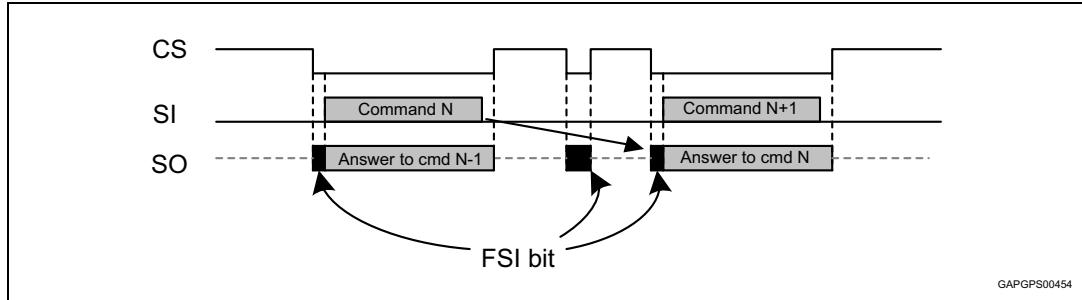 CS
SI
Command N
Command N+1
SO
Answer to cmd N-1
Answer to cmd N
FSI bit
GAPGPS00454